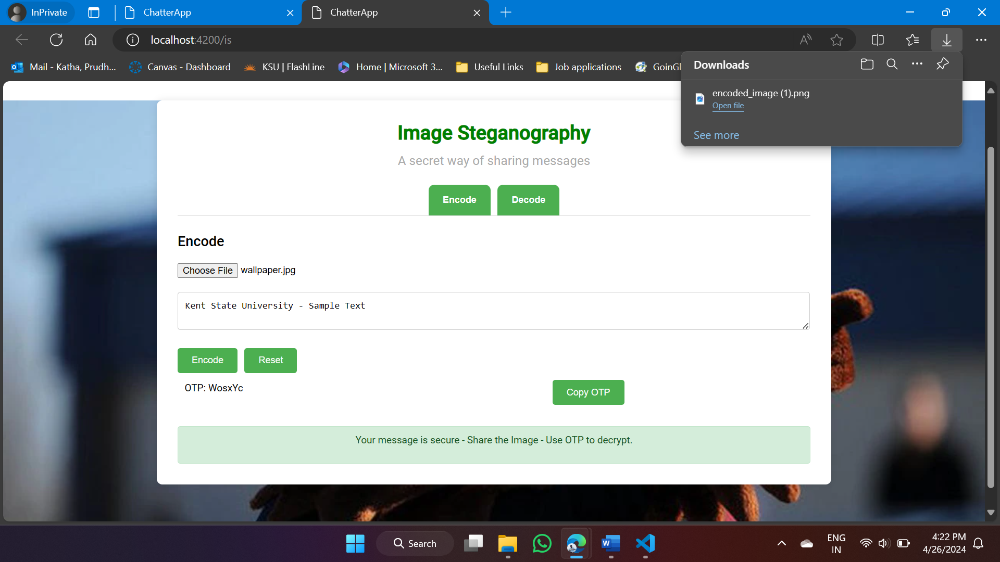 InPrivate
ChatterApp
ChatterApp
localhost:4200/is
Mail - Katha, Prudh...
Canvas - Dashboard
KSU | FlashLine
Home | Microsoft 3...
Useful Links
Job applications
GoinGl
Downloads
encoded_image (1).png
Open file
See more
Image Steganography
A secret way of sharing messages
Encode
Decode
Encode
Choose File wallpaper.jpg
Kent State University - Sample Text
Encode
Reset
OTP: WosxYc
Copy OTP
Your message is secure - Share the Image - Use OTP to decrypt.
Search
ENG
IN
4:22 PM
4/26/2024